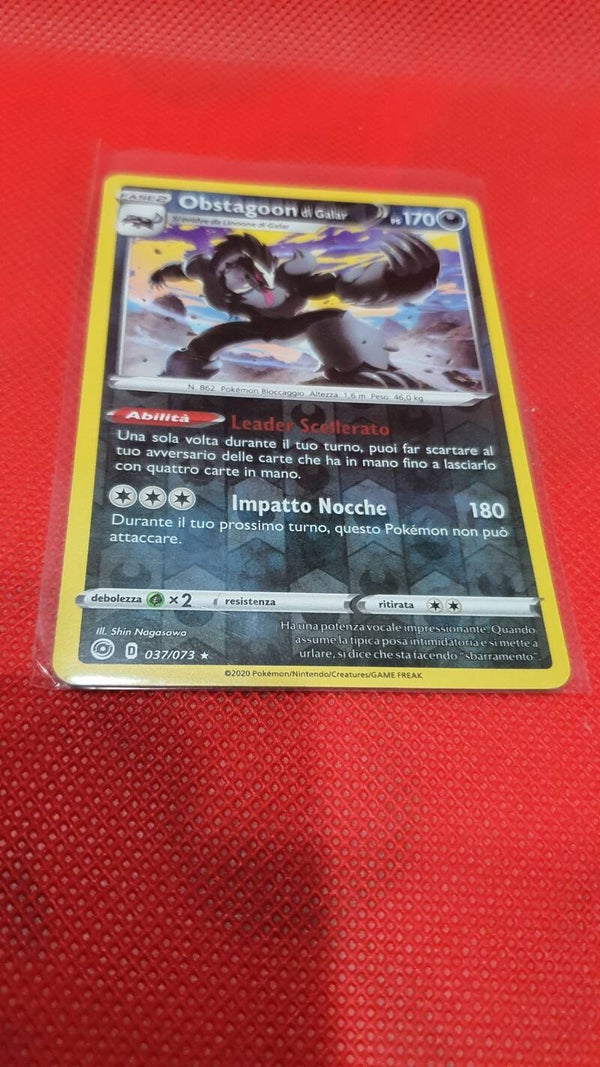 FASE 2
Obstagoon di Galar
PS 170
Si evolve da Linoone di Galar
N. 862 Pokémon Bloccaggio Altezza: 1,6 m Peso: 46,0 kg
Abilità Leader Scellerato
Una sola volta durante il tuo turno, puoi far scartare al
tuo avversario delle carte che ha in mano fino a lasciarlo
con quattro carte in mano.
Impatto Nocche 180
Durante il tuo prossimo turno, questo Pokémon non può
attaccare.
debolezza ×2 resistenza ritirata
Ill. Shin Nagasawa
D 037/073 ★
Ha una potenza vocale impressionante. Quando
assume la tipica posa intimidatoria e si mette a
urlare, si dice che sta facendo "sbarramento".
©2020 Pokémon/Nintendo/Creatures/GAME FREAK